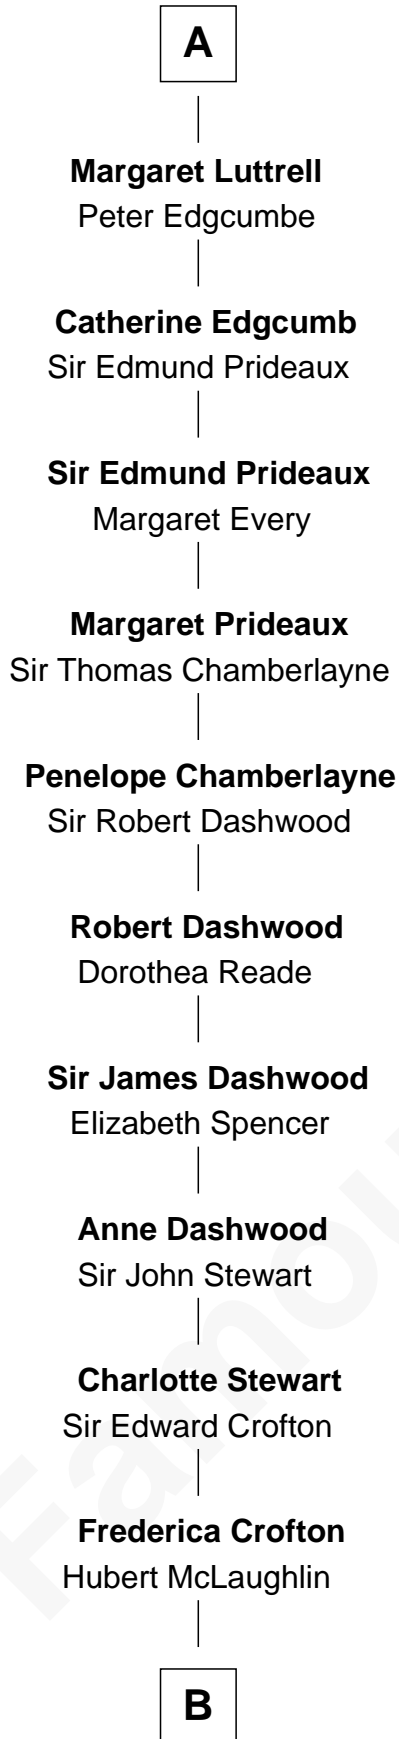 A
Margaret Luttrell
Peter Edgcumbe
Catherine Edgcumb
Sir Edmund Prideaux
Sir Edmund Prideaux
Margaret Every
Margaret Prideaux
Sir Thomas Chamberlayne
Penelope Chamberlayne
Sir Robert Dashwood
Robert Dashwood
Dorothea Reade
Sir James Dashwood
Elizabeth Spencer
Anne Dashwood
Sir John Stewart
Charlotte Stewart
Sir Edward Crofton
Frederica Crofton
Hubert McLaughlin
B
Famou